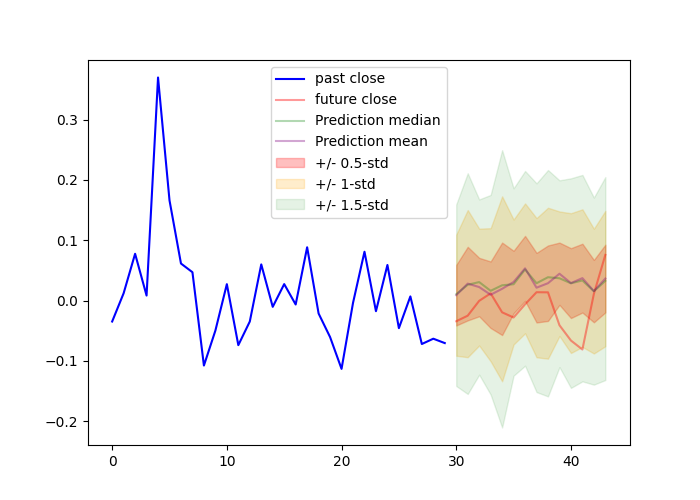 past close
future close
Prediction median
Prediction mean
+/- 0.5-std
+/- 1-std
+/- 1.5-std
0.3
0.2
0.1
0.0
−0.1
−0.2
0 10 20 30 40